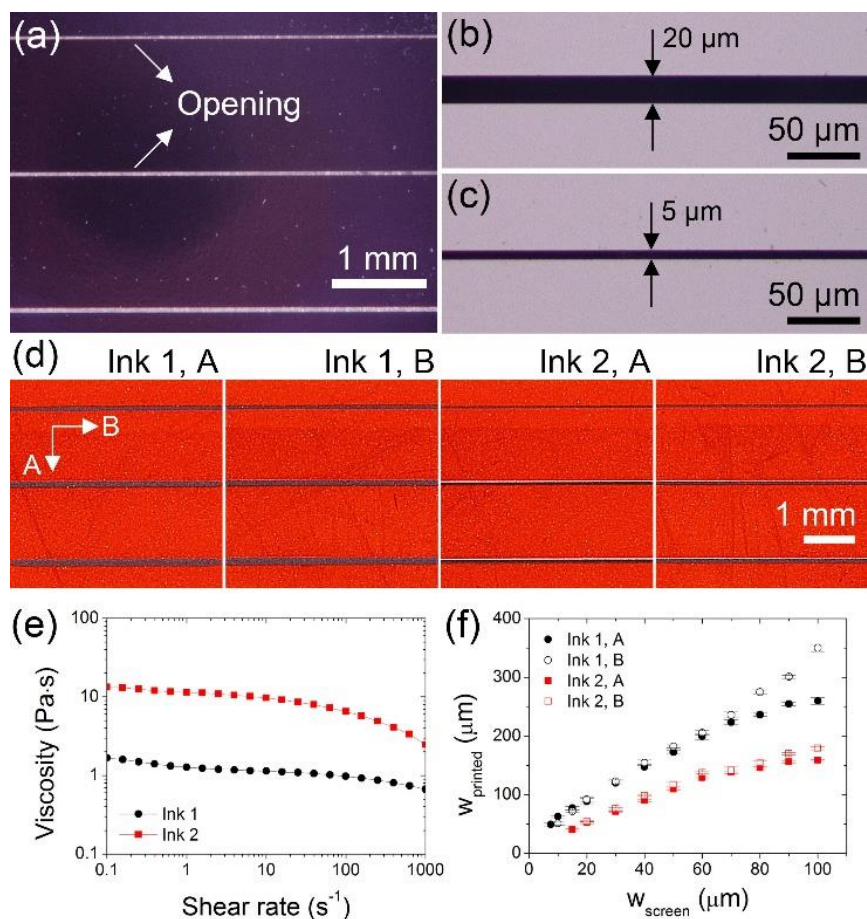 (a)
Opening
1 mm
(b)
20 μm
50 μm
(c)
5 μm
50 μm
(d)
Ink 1, A
Ink 1, B
Ink 2, A
Ink 2, B
B
A
1 mm
(e)
100
10
1
0.1
Viscosity (Pa·s)
Ink 1
Ink 2
0.1 1 10 100 1000
Shear rate (s⁻¹)
(f)
400
300
200
100
0
w_printed (μm)
Ink 1, A
Ink 1, B
Ink 2, A
Ink 2, B
0 20 40 60 80 100
w_screen (μm)